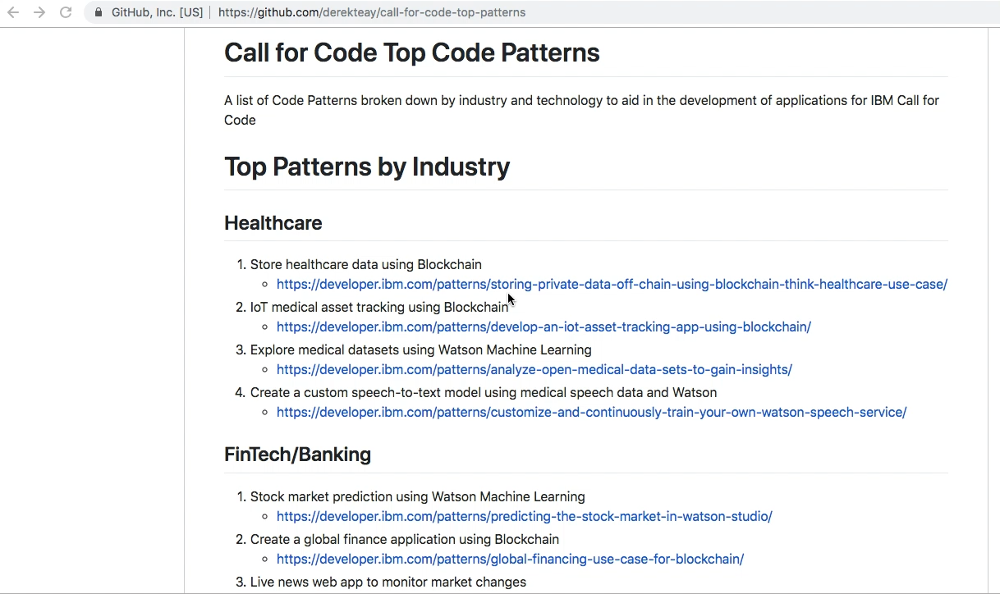 GitHub, Inc. [US] | https://github.com/derekteay/call-for-code-top-patterns
Call for Code Top Code Patterns
A list of Code Patterns broken down by industry and technology to aid in the development of applications for IBM Call for
Code
Top Patterns by Industry
Healthcare
1. Store healthcare data using Blockchain
https://developer.ibm.com/patterns/storing-private-data-off-chain-using-blockchain-think-healthcare-use-case/
2. IoT medical asset tracking using Blockchain
https://developer.ibm.com/patterns/develop-an-iot-asset-tracking-app-using-blockchain/
3. Explore medical datasets using Watson Machine Learning
https://developer.ibm.com/patterns/analyze-open-medical-data-sets-to-gain-insights/
4. Create a custom speech-to-text model using medical speech data and Watson
https://developer.ibm.com/patterns/customize-and-continuously-train-your-own-watson-speech-service/
FinTech/Banking
1. Stock market prediction using Watson Machine Learning
https://developer.ibm.com/patterns/predicting-the-stock-market-in-watson-studio/
2. Create a global finance application using Blockchain
https://developer.ibm.com/patterns/global-financing-use-case-for-blockchain/
3. Live news web app to monitor market changes